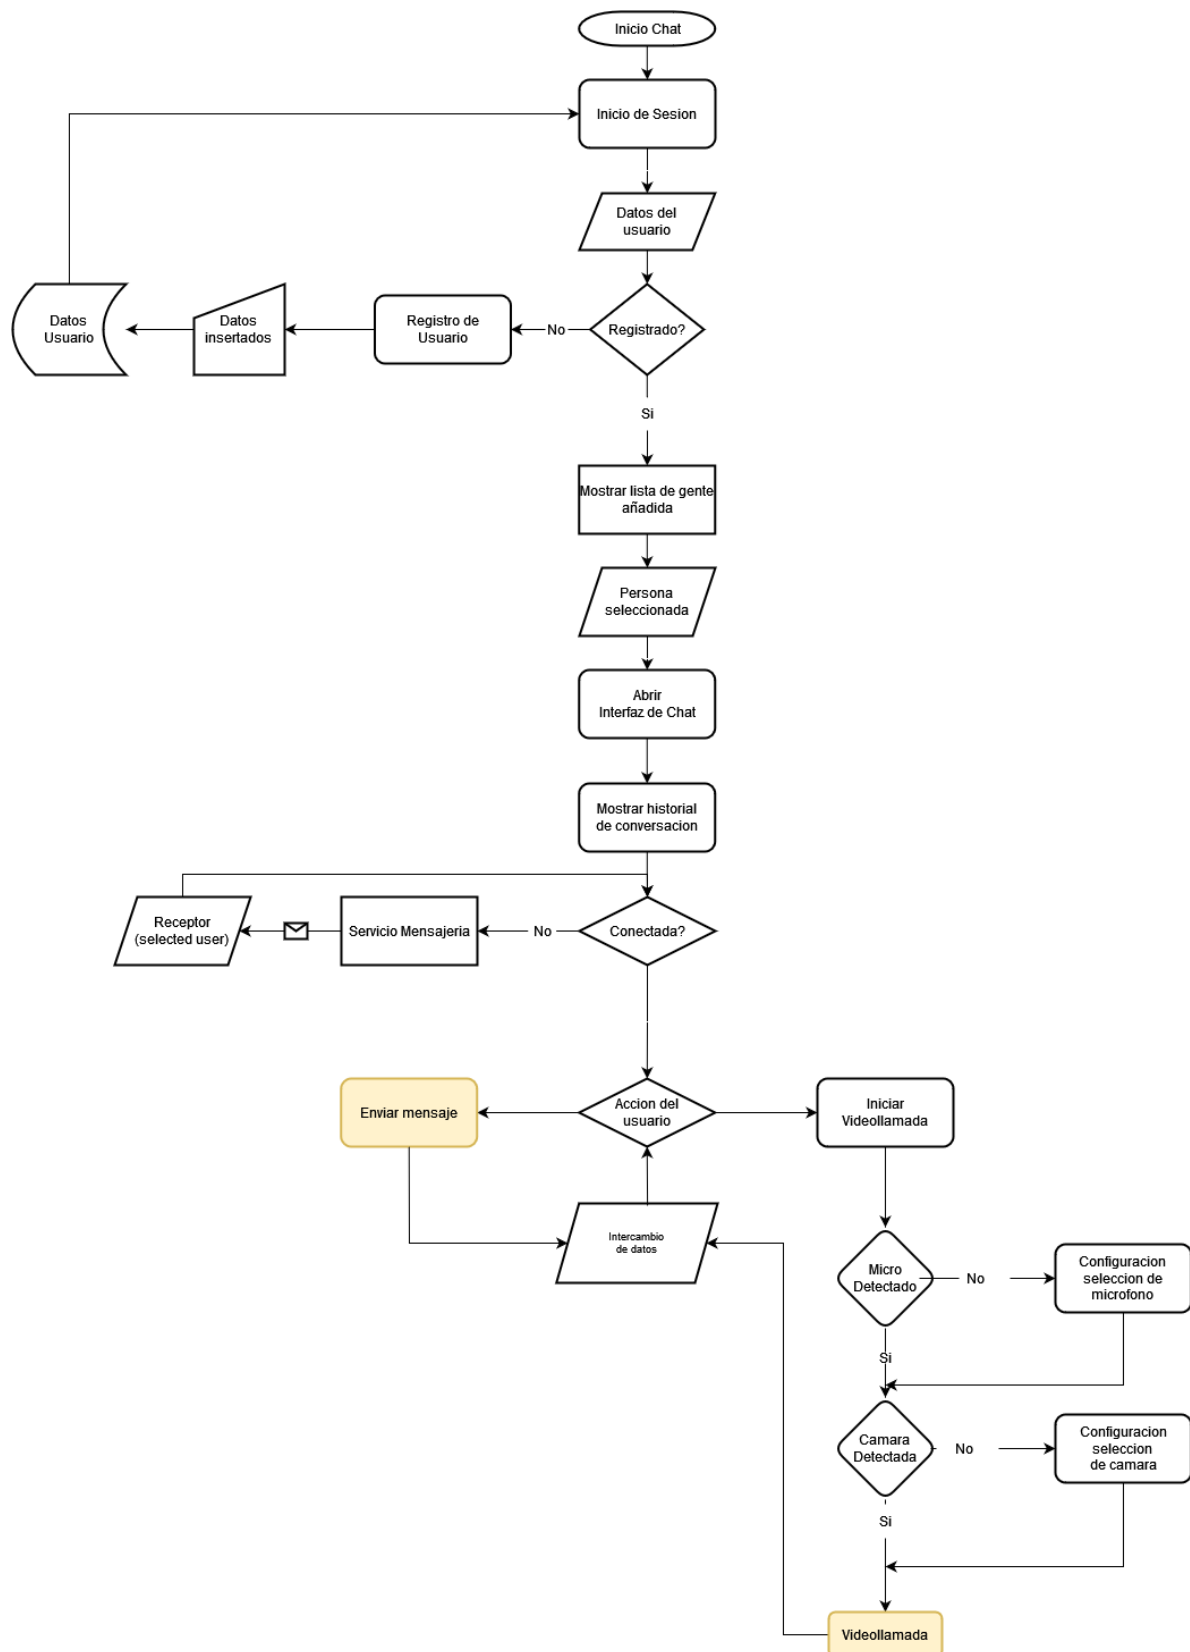 Inicio Chat
Inicio de Sesion
Datos del
usuario
Datos
Usuario
Datos
insertados
Registro de
Usuario
No
Registrado?
Si
Mostrar lista de gente
añadida
Persona
seleccionada
Abrir
Interfaz de Chat
Mostrar historial
de conversacion
Receptor
(selected user)
Servicio Mensajeria
No
Conectada?
Enviar mensaje
Accion del
usuario
Iniciar
Videollamada
Intercambio
de datos
Micro
Detectado
No
Configuracion
seleccion de
microfono
Si
Camara
Detectada
No
Configuracion
seleccion
de camara
Si
Videollamada